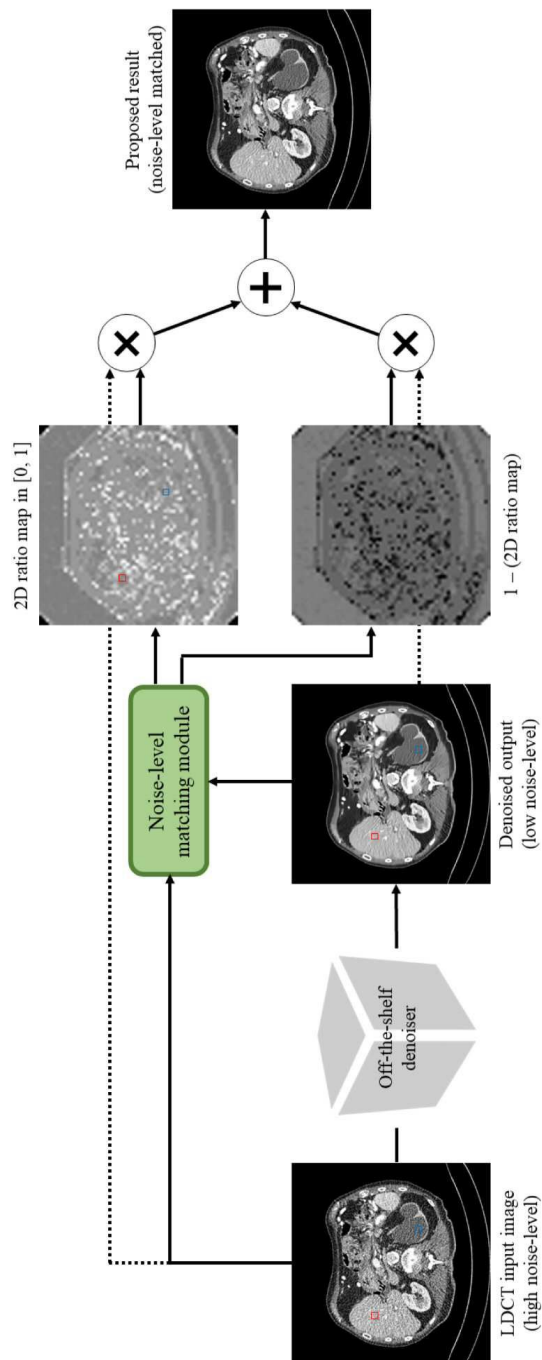 LDCT input image
(high noise-level)
Off-the-shelf
denoiser
Denoised output
(low noise-level)
Noise-level
matching module
2D ratio map in [0, 1]
1 – (2D ratio map)
×
×
+
Proposed result
(noise-level matched)